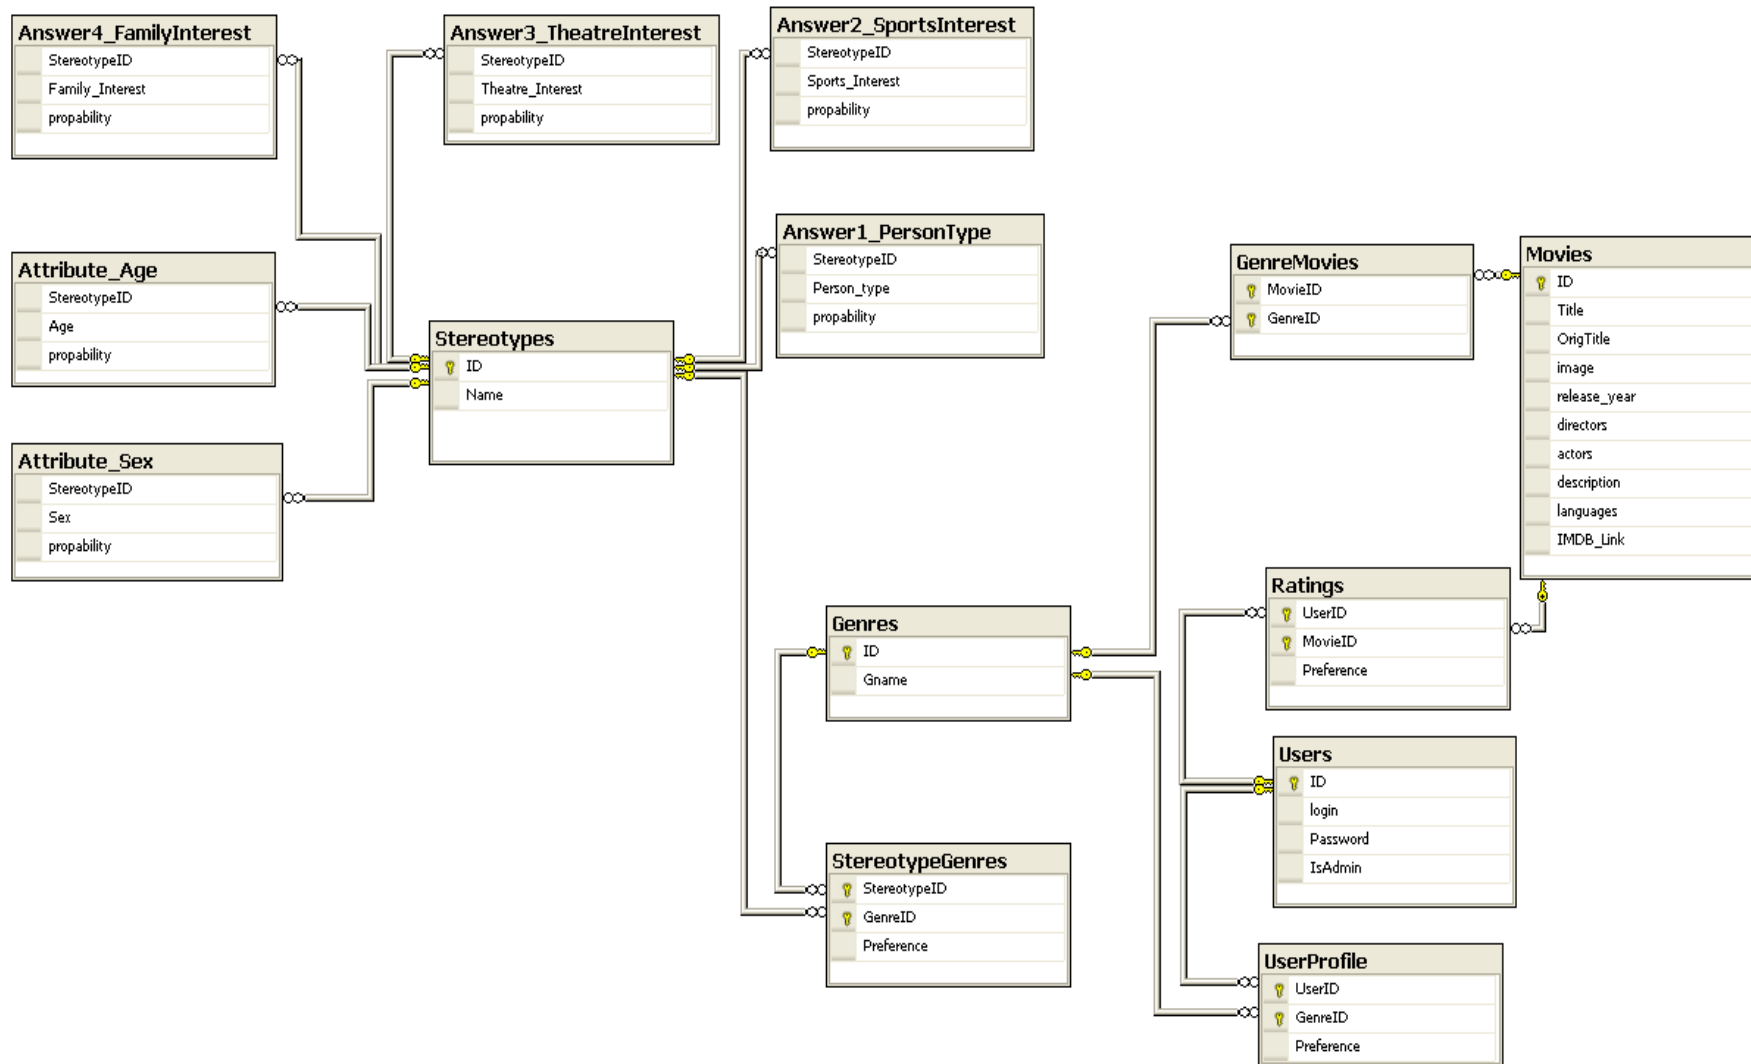 Answer4_FamilyInterest
StereotypeID
Family_Interest
propability
Answer3_TheatreInterest
StereotypeID
Theatre_Interest
propability
Answer2_SportsInterest
StereotypeID
Sports_Interest
propability
Attribute_Age
StereotypeID
Age
propability
Stereotypes
ID
Name
Answer1_PersonType
StereotypeID
Person_type
propability
GenreMovies
MovieID
GenreID
Movies
ID
Title
OrigTitle
image
release_year
directors
actors
description
languages
IMDB_Link
Attribute_Sex
StereotypeID
Sex
propability
Genres
ID
Gname
Ratings
UserID
MovieID
Preference
Users
ID
login
Password
IsAdmin
StereotypeGenres
StereotypeID
GenreID
Preference
UserProfile
UserID
GenreID
Preference